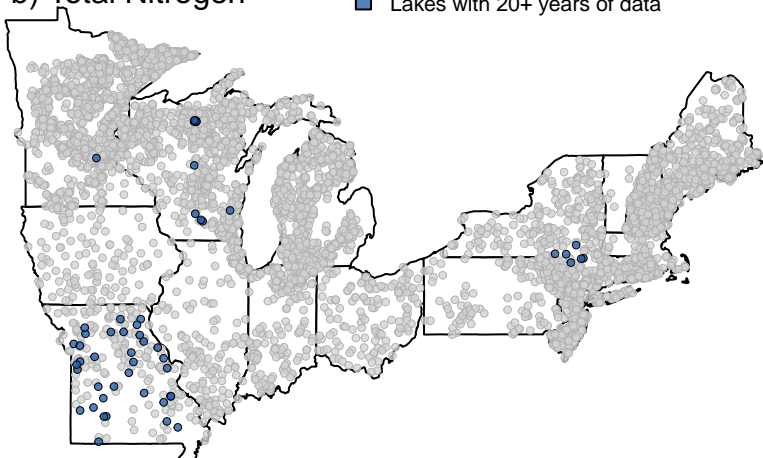 b) Total Nitrogen
Lakes with 20+ years of data